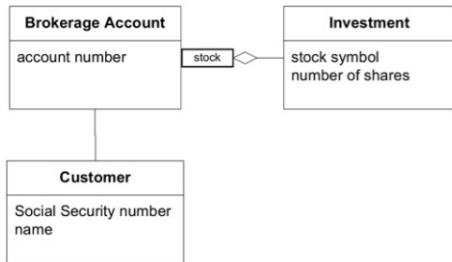 Brokerage Account
account number
stock
Investment
stock symbol
number of shares
Customer
Social Security number
name